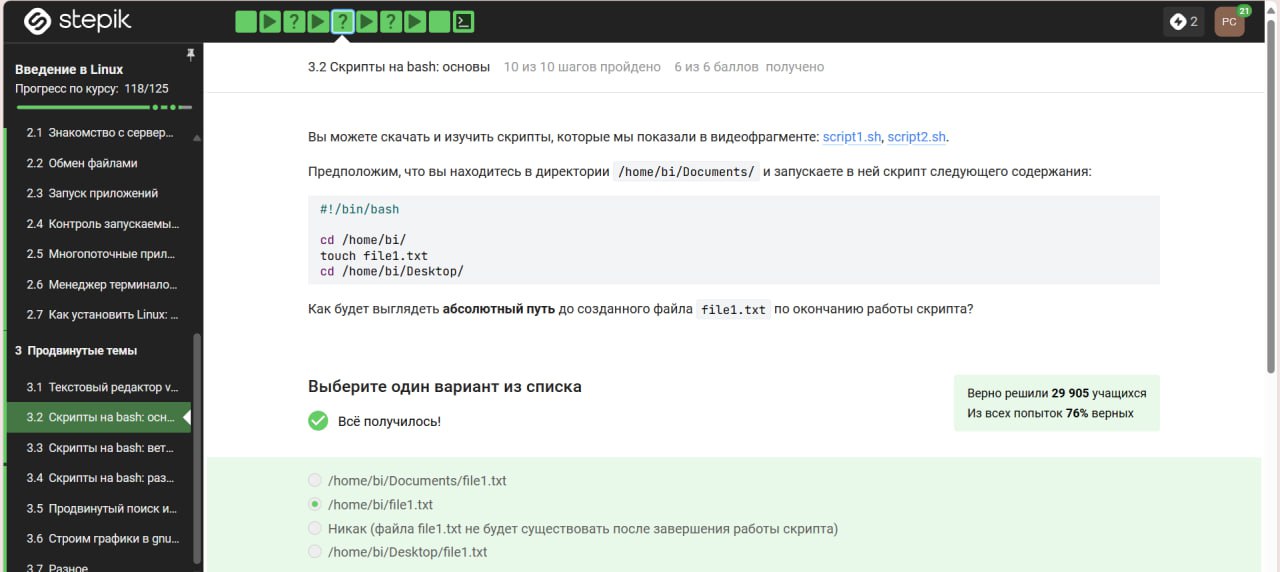 stepik
2
РС
21
Введение в Linux
Прогресс по курсу: 118/125
2.1 Знакомство с сервер...
2.2 Обмен файлами
2.3 Запуск приложений
2.4 Контроль запускаемы...
2.5 Многопоточные прил...
2.6 Менеджер терминало...
2.7 Как установить Linux: ...
3 Продвинутые темы
3.1 Текстовый редактор v...
3.2 Скрипты на bash: осн...
3.3 Скрипты на bash: вет...
3.4 Скрипты на bash: раз...
3.5 Продвинутый поиск и...
3.6 Строим графики в gnu...
3.7 Разное
3.2 Скрипты на bash: основы 10 из 10 шагов пройдено 6 из 6 баллов получено
Вы можете скачать и изучить скрипты, которые мы показали в видеофрагменте: script1.sh, script2.sh.
Предположим, что вы находитесь в директории /home/bi/Documents/ и запускаете в ней скрипт следующего содержания:
#!/bin/bash
cd /home/bi/
touch file1.txt
cd /home/bi/Desktop/
Как будет выглядеть абсолютный путь до созданного файла file1.txt по окончанию работы скрипта?
Выберите один вариант из списка
Всё получилось!
Верно решили 29 905 учащихся
Из всех попыток 76% верных
/home/bi/Documents/file1.txt
/home/bi/file1.txt
Никак (файла file1.txt не будет существовать после завершения работы скрипта)
/home/bi/Desktop/file1.txt